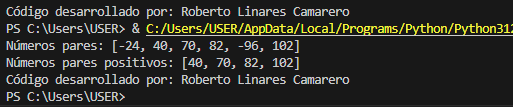 Código desarrollado por: Roberto Linares Camarero
PS C:\Users\USER> & C:/Users/USER/AppData/Local/Programs/Python/Python312
Números pares: [-24, 40, 70, 82, -96, 102]
Números pares positivos: [40, 70, 82, 102]
Código desarrollado por: Roberto Linares Camarero
PS C:\Users\USER>